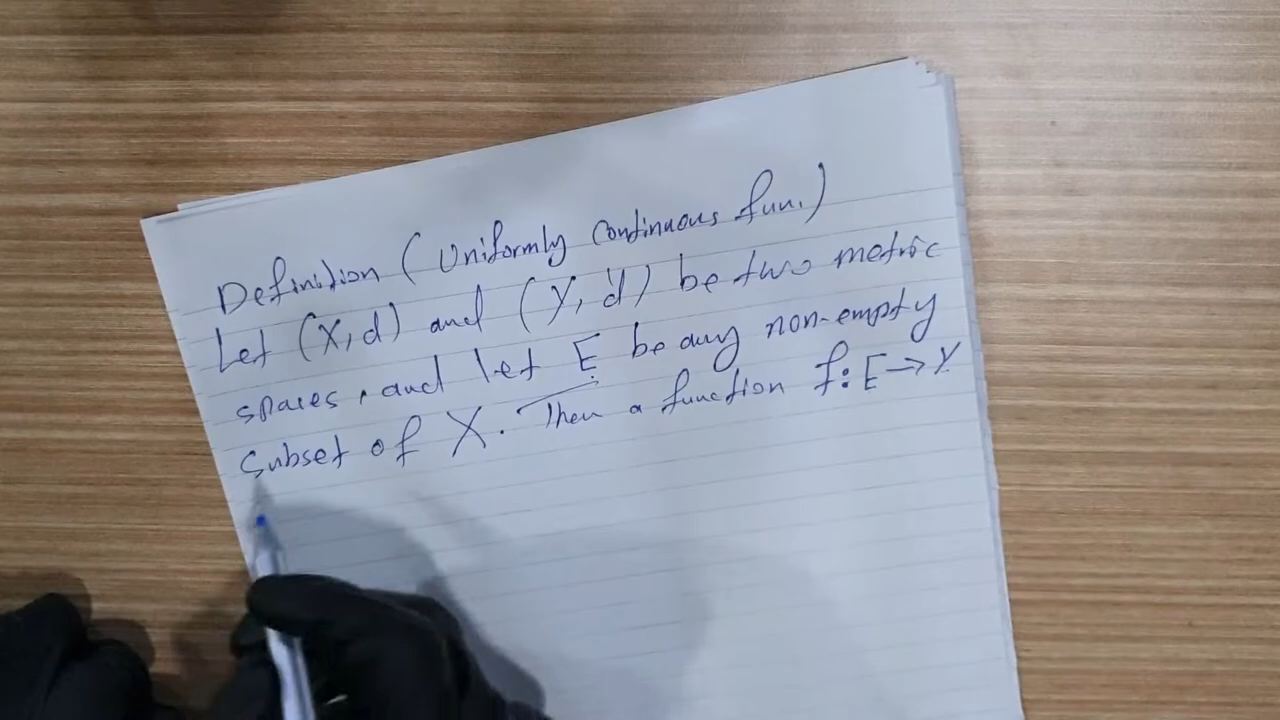 Definition (Uniformly Continuous fun.)
Let (X,d) and (Y,d') be two metric
spaces, and let E be any non-empty
subset of X. Then a function f: E → Y